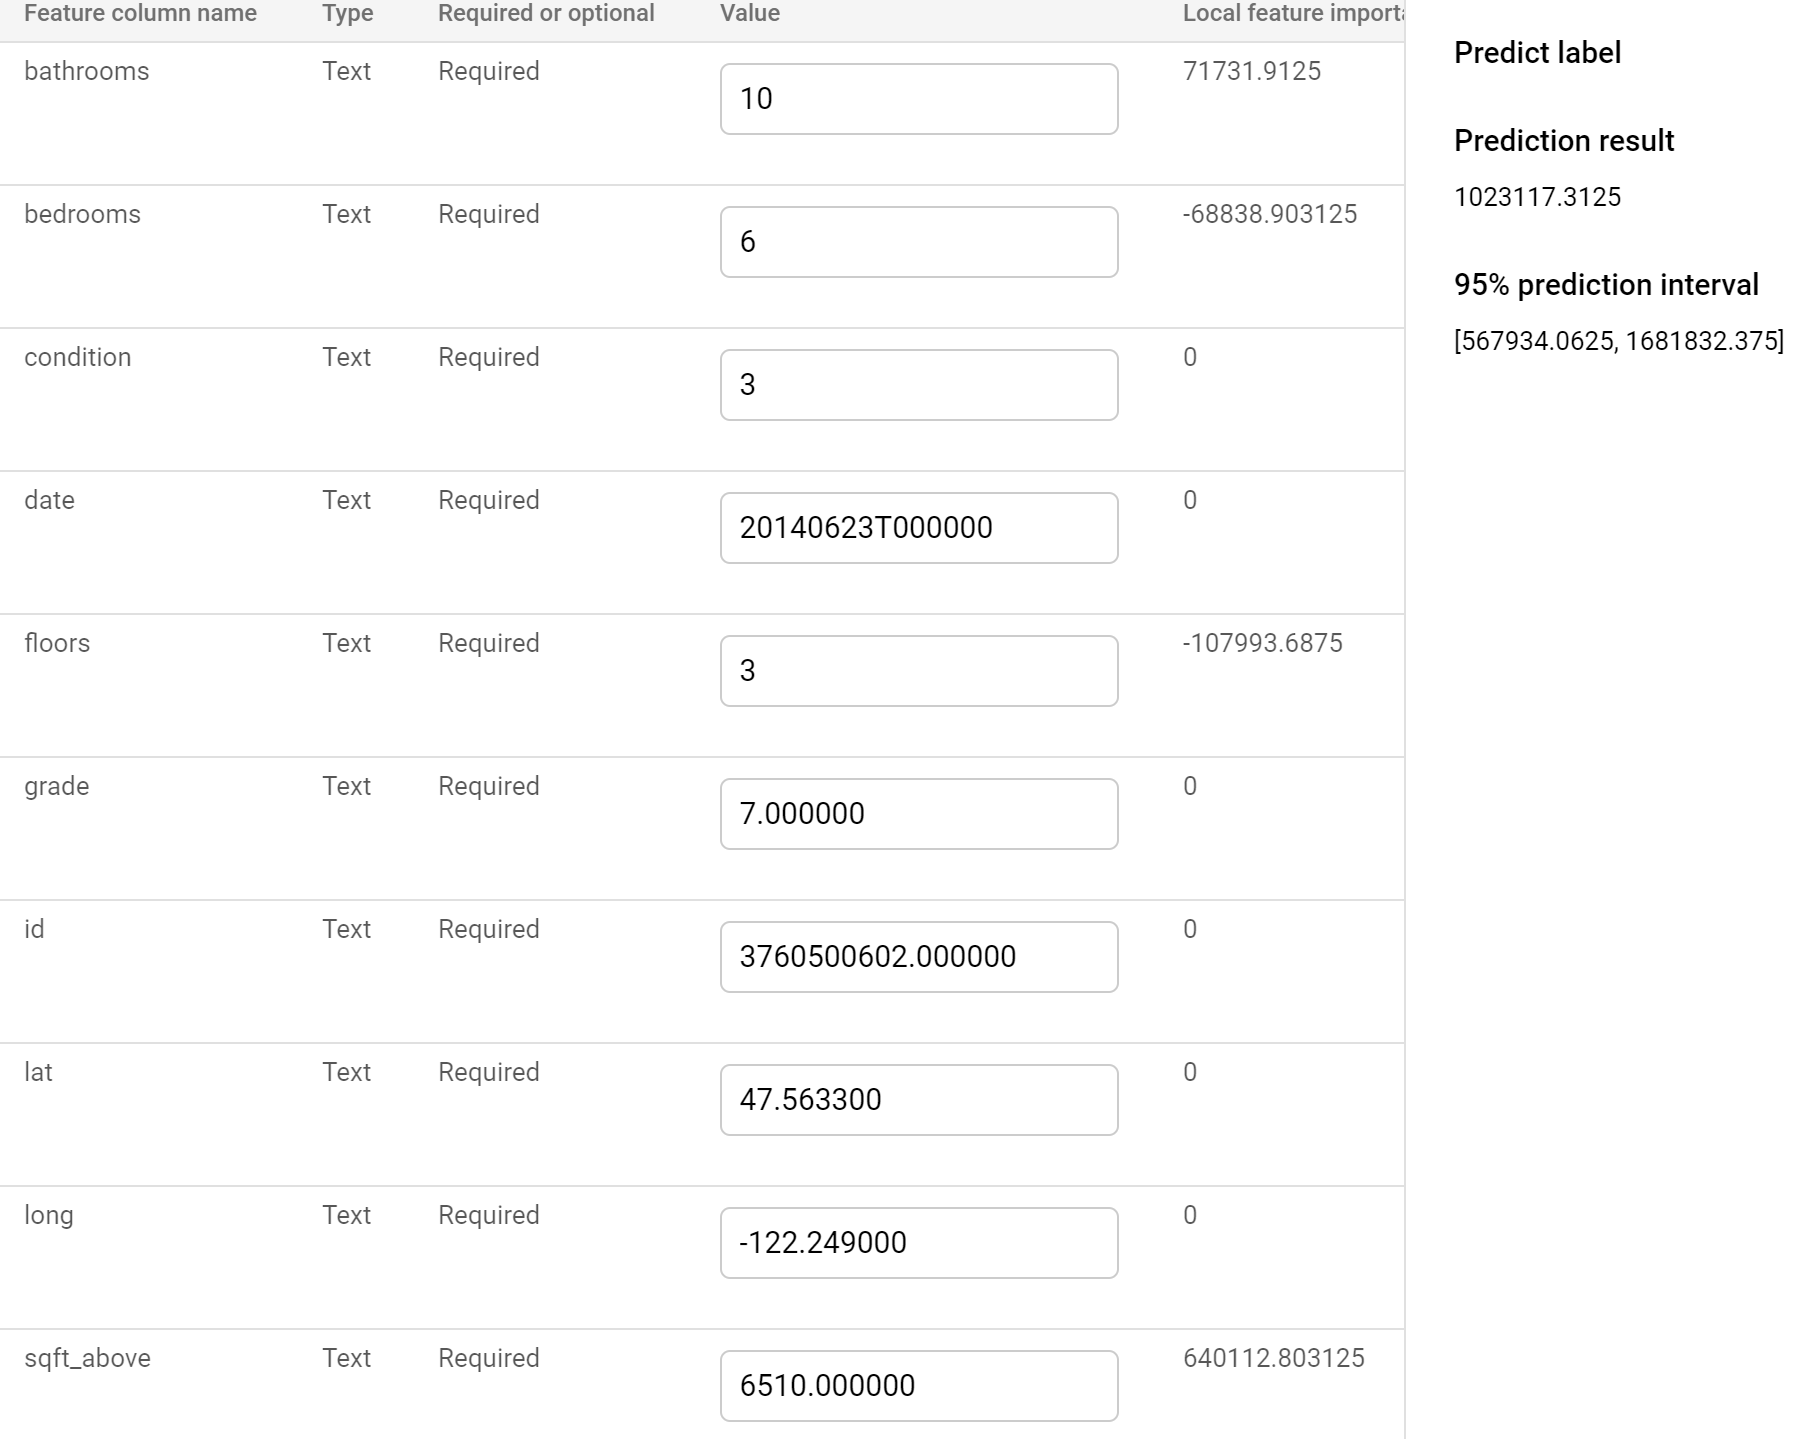 Feature column name Type Required or optional Value Local feature importa
bathrooms Text Required 10 71731.9125
bedrooms Text Required 6 -68838.903125
condition Text Required 3 0
date Text Required 20140623T000000 0
floors Text Required 3 -107993.6875
grade Text Required 7.000000 0
id Text Required 3760500602.000000 0
lat Text Required 47.563300 0
long Text Required -122.249000 0
sqft_above Text Required 6510.000000 640112.803125
Predict label
Prediction result
1023117.3125
95% prediction interval
[567934.0625, 1681832.375]